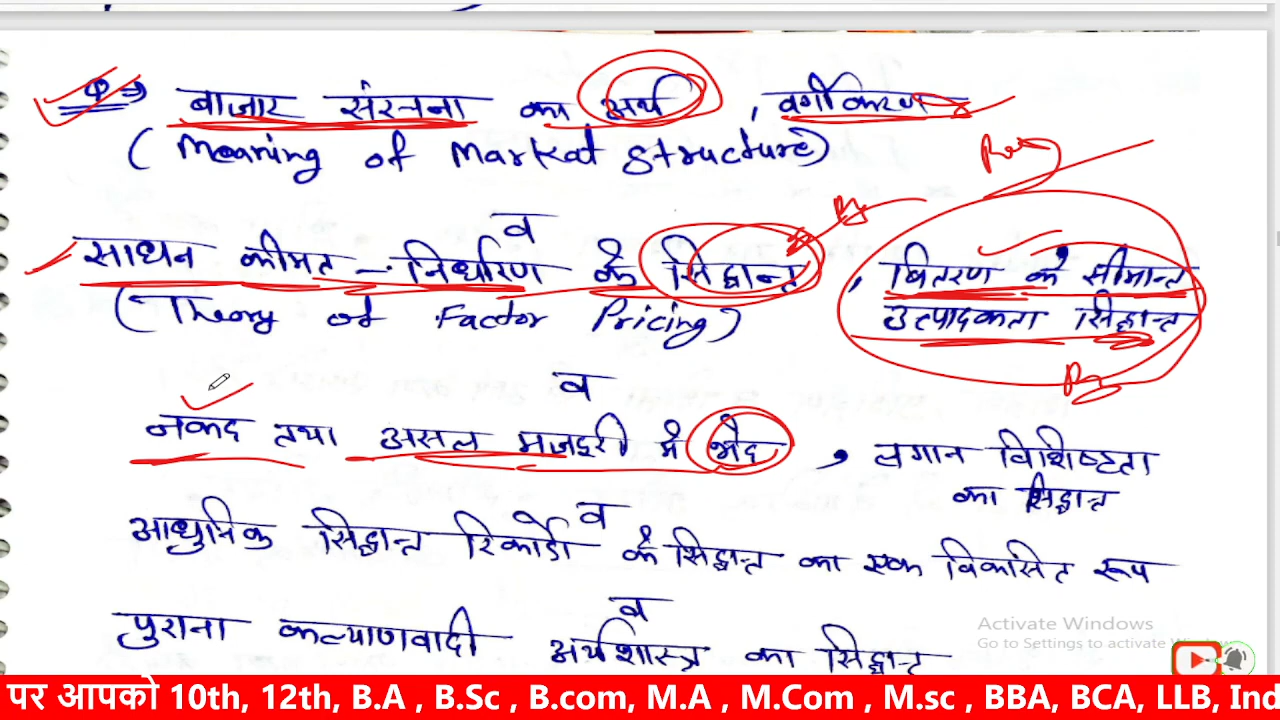 बाजार संरचना का अर्थ , वर्गीकरण
(Meaning of Market Structure)
व
साधन कीमत - निर्धारण के सिद्धान्त , वितरण के सीमान्त
उत्पादकता सिद्धान्त
(Theory of Factor Pricing)
व
नकद तथा असल मजदूरी में भेद , लगान विशिष्टता
का सिद्धान्त
व
आधुनिक सिद्धान्त रिकार्डो के सिद्धान्त का एक विकसित रूप
व
पुराना कल्याणवादी अर्थशास्त्र का सिद्धान्त
Activate Windows
Go to Settings to activate
पर आपको 10th, 12th, B.A , B.Sc , B.com, M.A , M.Com , M.sc , BBA, BCA, LLB, Ind